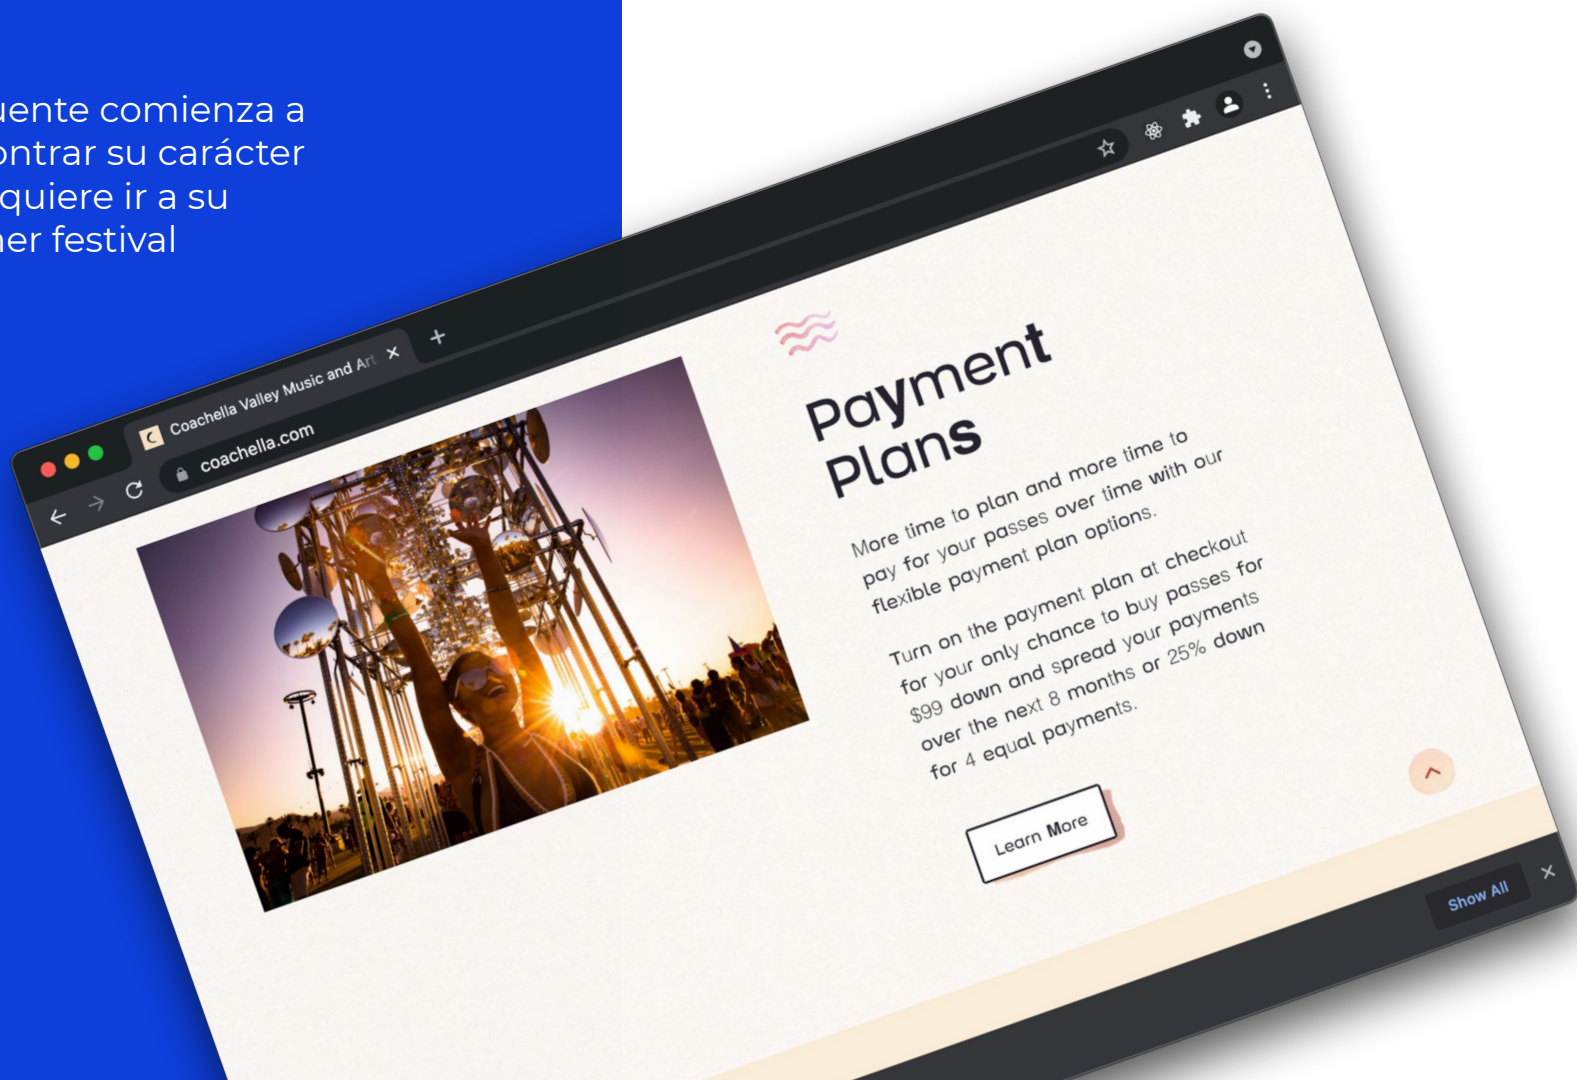 uente comienza a
ontrar su carácter
quiere ir a su
ner festival
Coachella Valley Music and Art
coachella.com
Payment
Plans
More time to plan and more time to
pay for your passes over time with our
flexible payment plan options.
Turn on the payment plan at checkout
for your only chance to buy passes for
$99 down and spread your payments
over the next 8 months or 25% down
for 4 equal payments.
Learn More
Show All